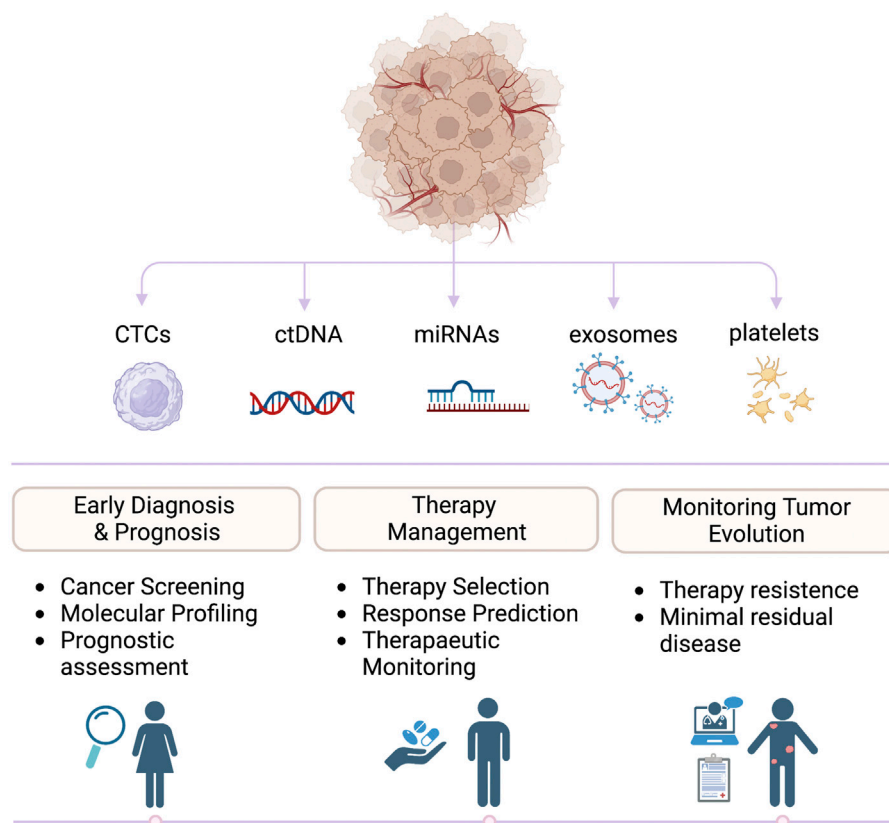 CTCs
ctDNA
miRNAs
exosomes
platelets
Early Diagnosis
& Prognosis
Therapy
Management
Monitoring Tumor
Evolution
• Cancer Screening
• Molecular Profiling
• Prognostic
assessment
• Therapy Selection
• Response Prediction
• Therapaeutic
Monitoring
• Therapy resistence
• Minimal residual
disease